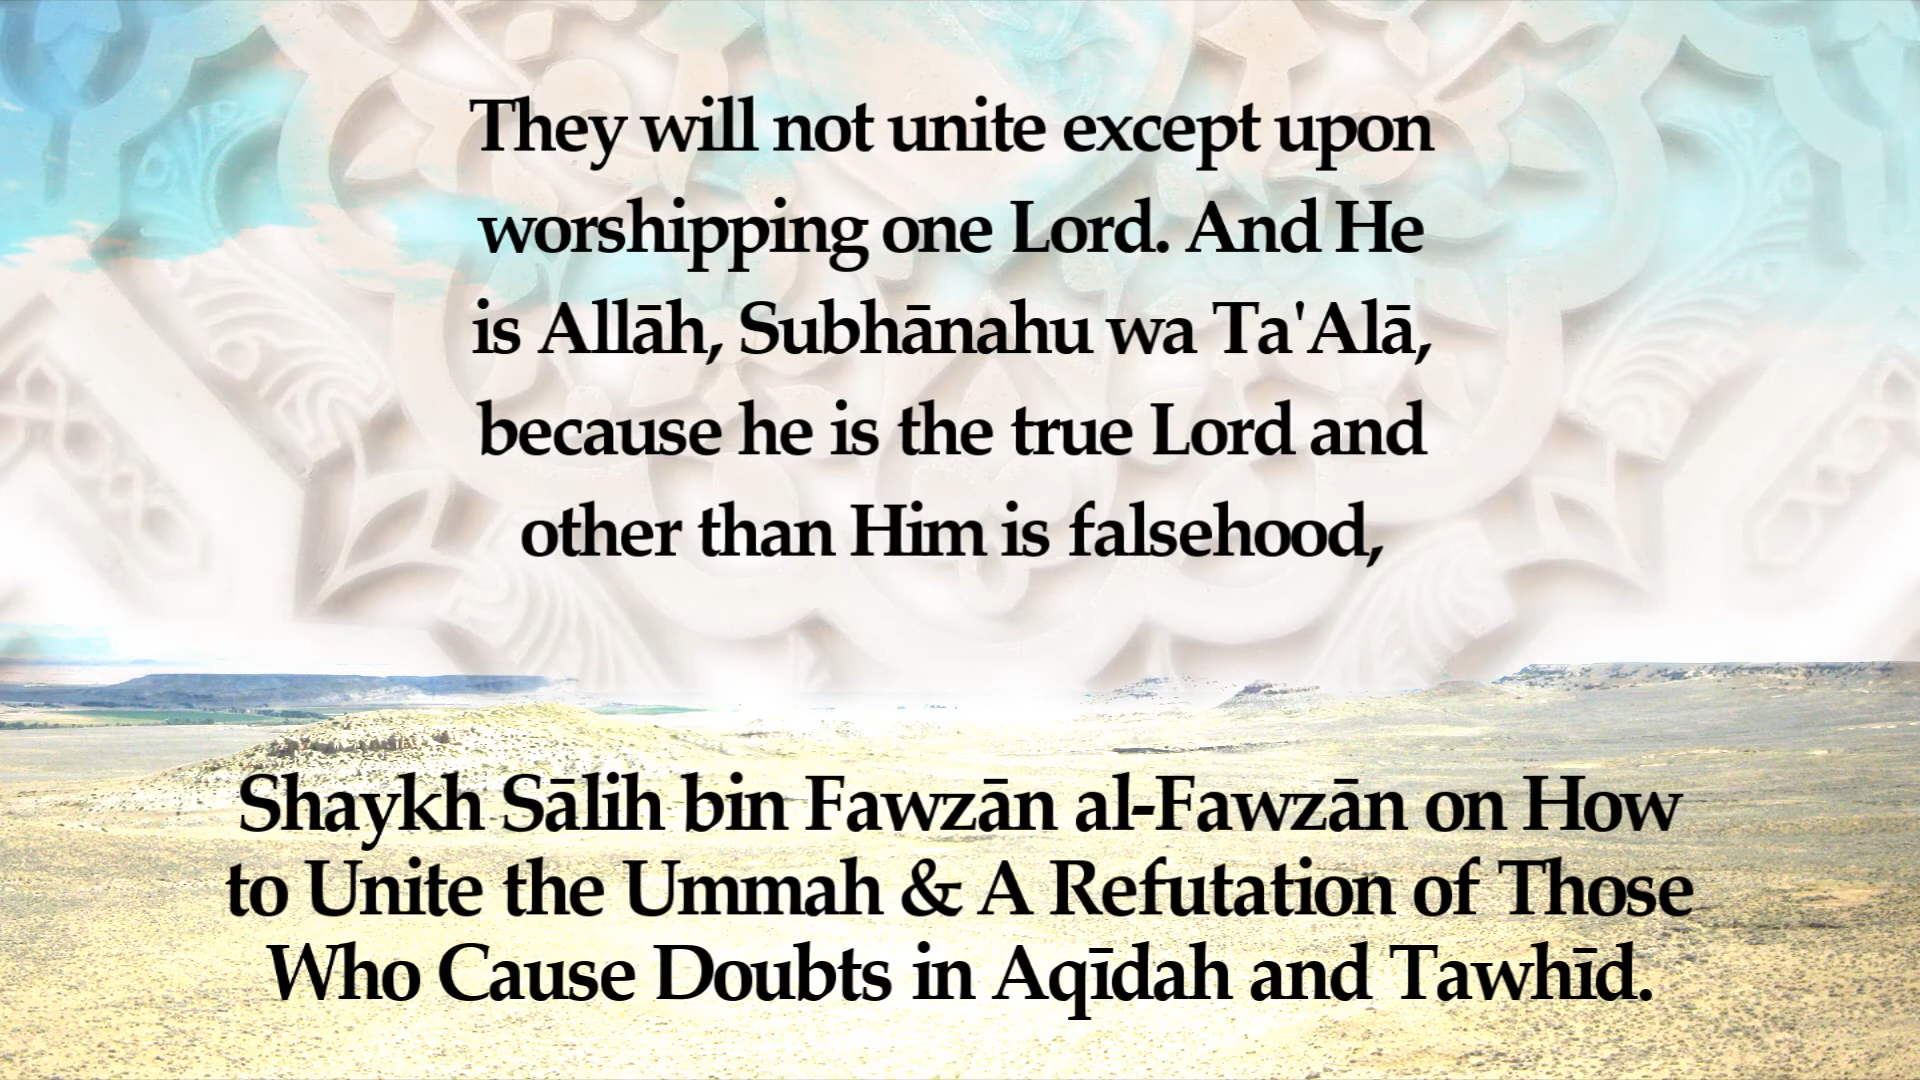 They will not unite except upon
worshipping one Lord. And He
is Allāh, Subhānahu wa Ta'Alā,
because he is the true Lord and
other than Him is falsehood,
Shaykh Sālih bin Fawzān al-Fawzān on How
to Unite the Ummah & A Refutation of Those
Who Cause Doubts in Aqīdah and Tawhīd.